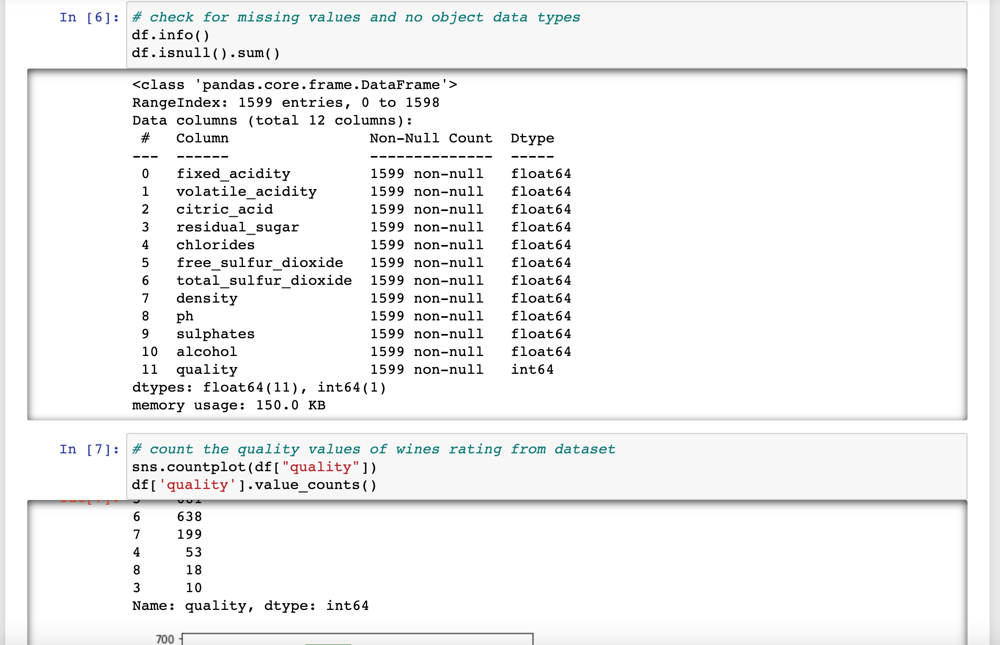 In [6]: # check for missing values and no object data types
df.info()
df.isnull().sum()
<class 'pandas.core.frame.DataFrame'>
RangeIndex: 1599 entries, 0 to 1598
Data columns (total 12 columns):
#   Column                Non-Null Count  Dtype
---  ------                --------------  -----
0   fixed_acidity         1599 non-null   float64
1   volatile_acidity      1599 non-null   float64
2   citric_acid           1599 non-null   float64
3   residual_sugar        1599 non-null   float64
4   chlorides             1599 non-null   float64
5   free_sulfur_dioxide   1599 non-null   float64
6   total_sulfur_dioxide  1599 non-null   float64
7   density               1599 non-null   float64
8   ph                    1599 non-null   float64
9   sulphates             1599 non-null   float64
10  alcohol               1599 non-null   float64
11  quality               1599 non-null   int64
dtypes: float64(11), int64(1)
memory usage: 150.0 KB
In [7]: # count the quality values of wines rating from dataset
sns.countplot(df["quality"])
df['quality'].value_counts()
6    638
7    199
4     53
8     18
3     10
Name: quality, dtype: int64
700